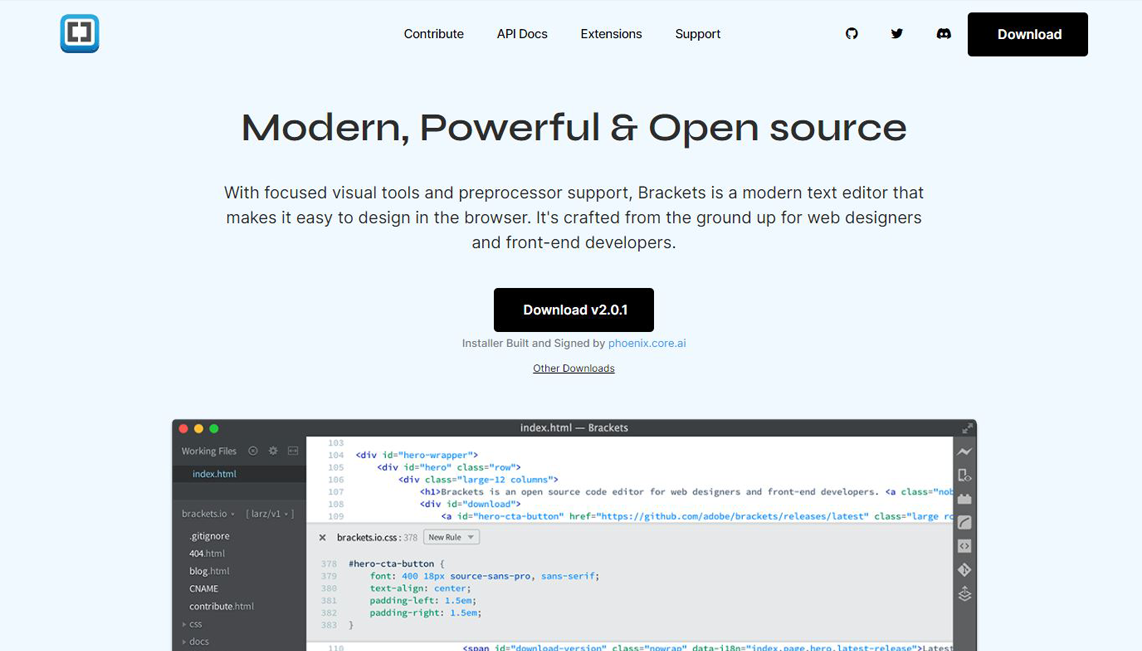 Contribute API Docs Extensions Support Download
Modern, Powerful & Open source
With focused visual tools and preprocessor support, Brackets is a modern text editor that
makes it easy to design in the browser. It's crafted from the ground up for web designers
and front-end developers.
Download v2.0.1
Installer Built and Signed by phoenix.core.ai
Other Downloads
index.html — Brackets
Working Files
index.html
brackets.io [ larz/v1 ]
.gitignore
404.html
blog.html
CNAME
contribute.html
css
docs
103
104 <div id="hero-wrapper">
105 <div id="hero" class="row">
106 <div class="large-12 columns">
107 <h1>Brackets is an open source code editor for web designers and front-end developers. <a class="nob
108 <div id="download">
109 <a id="hero-cta-button" href="https://github.com/adobe/brackets/releases/latest" class="large ro
× brackets.io.css : 378 New Rule
378 #hero-cta-button {
379 font: 400 18px source-sans-pro, sans-serif;
380 text-align: center;
381 padding-left: 1.5em;
382 padding-right: 1.5em;
383 }
110 <span id="download-version" class="nowrap" data-i18n="index.page.hero.latest-release">Latest